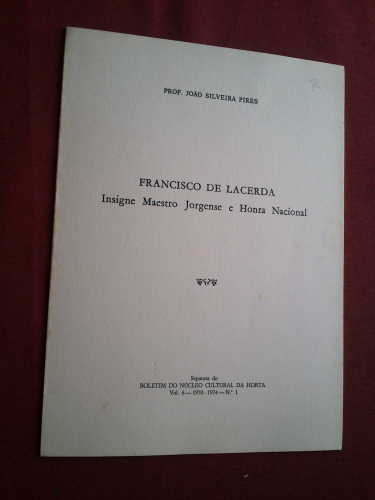 PROF. JOÃO SILVEIRA PIRES
FRANCISCO DE LACERDA
Insigne Maestro Jorgense e Honra Nacional
Separata do
BOLETIM DO NÚCLEO CULTURAL DA HORTA
Vol. 6 — 1970-1974 — N.º 1